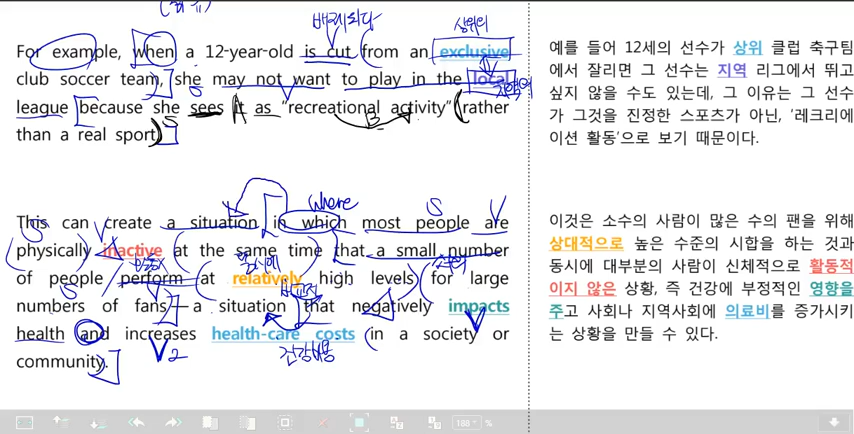 배제되다
상위의
For example, when a 12-year-old is cut from an exclusive
club soccer team, she may not want to play in the local
league because she sees it as "recreational activity" (rather
than a real sport).
S
S
B
예를 들어 12세의 선수가 상위 클럽 축구팀
에서 잘리면 그 선수는 지역 리그에서 뛰고
싶지 않을 수도 있는데, 그 이유는 그 선수
가 그것을 진정한 스포츠가 아닌, '레크리에
이션 활동'으로 보기 때문이다.
where
S
V
This can create a situation in which most people are
physically inactive at the same time that a small number
of people perform at relatively high levels for large
numbers of fans – a situation that negatively impacts
health and increases health-care costs in a society or
community.
S
V
S
V
V2
건강비용
이것은 소수의 사람이 많은 수의 팬을 위해
상대적으로 높은 수준의 시합을 하는 것과
동시에 대부분의 사람이 신체적으로 활동적
이지 않은 상황, 즉 건강에 부정적인 영향을
주고 사회나 지역사회에 의료비를 증가시키
는 상황을 만들 수 있다.
188 %